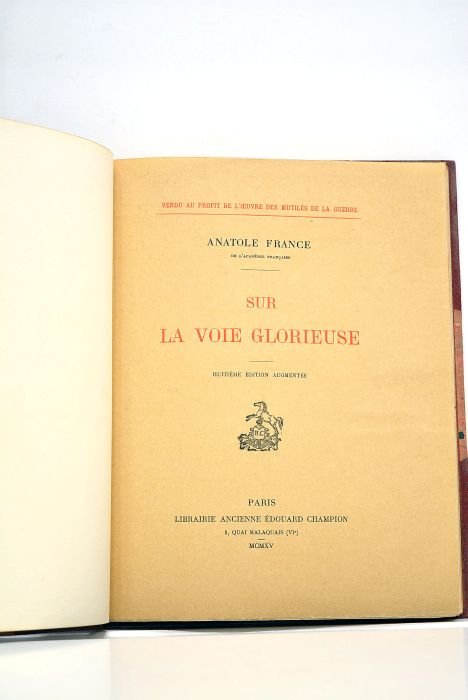 VENDU AU PROFIT DE L'ŒUVRE DES MUTILÉS DE LA GUERRE
ANATOLE FRANCE
DE L'ACADÉMIE FRANÇAISE
SUR
LA VOIE GLORIEUSE
HUITIÈME ÉDITION AUGMENTÉE
PARIS
LIBRAIRIE ANCIENNE ÉDOUARD CHAMPION
5, QUAI MALAQUAIS (VIᵉ)
MCMXV